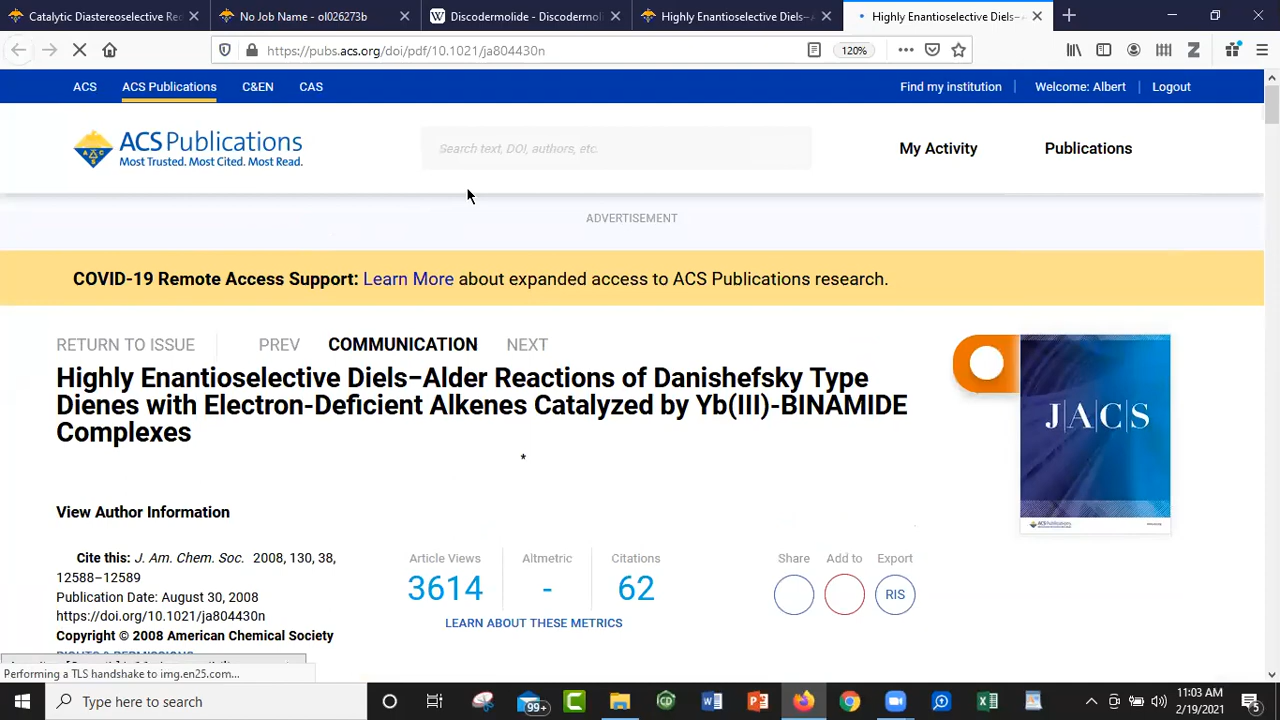 Catalytic Diastereoselective Re
No Job Name - ol026273b
Discodermolide - Discodermol
Highly Enantioselective Diels–A
Highly Enantioselective Diels–A
https://pubs.acs.org/doi/pdf/10.1021/ja804430n
120%
ACS
ACS Publications
C&EN
CAS
Find my institution
Welcome: Albert
Logout
ACS Publications
Most Trusted. Most Cited. Most Read.
Search text, DOI, authors, etc.
My Activity
Publications
ADVERTISEMENT
COVID-19 Remote Access Support: Learn More about expanded access to ACS Publications research.
RETURN TO ISSUE
PREV
COMMUNICATION
NEXT
Highly Enantioselective Diels−Alder Reactions of Danishefsky Type
Dienes with Electron-Deficient Alkenes Catalyzed by Yb(III)-BINAMIDE
Complexes
*
JACS
ACS Publications
View Author Information
Cite this: J. Am. Chem. Soc. 2008, 130, 38,
12588–12589
Publication Date: August 30, 2008
https://doi.org/10.1021/ja804430n
Copyright © 2008 American Chemical Society
RIGHTS & PERMISSIONS
Article Views
3614
Altmetric
-
Citations
62
LEARN ABOUT THESE METRICS
Share
Add to
Export
RIS
Performing a TLS handshake to img.en25.com...
Type here to search
99+
11:03 AM
2/19/2021
5